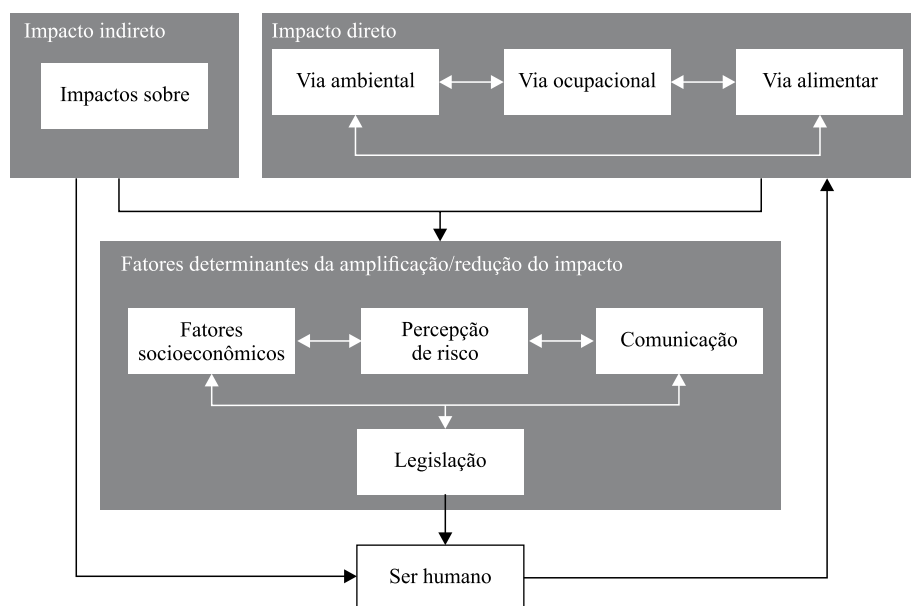 Impacto indireto
Impactos sobre
Impacto direto
Via ambiental
Via ocupacional
Via alimentar
Fatores determinantes da amplificação/redução do impacto
Fatores
socioeconômicos
Percepção
de risco
Comunicação
Legislação
Ser humano